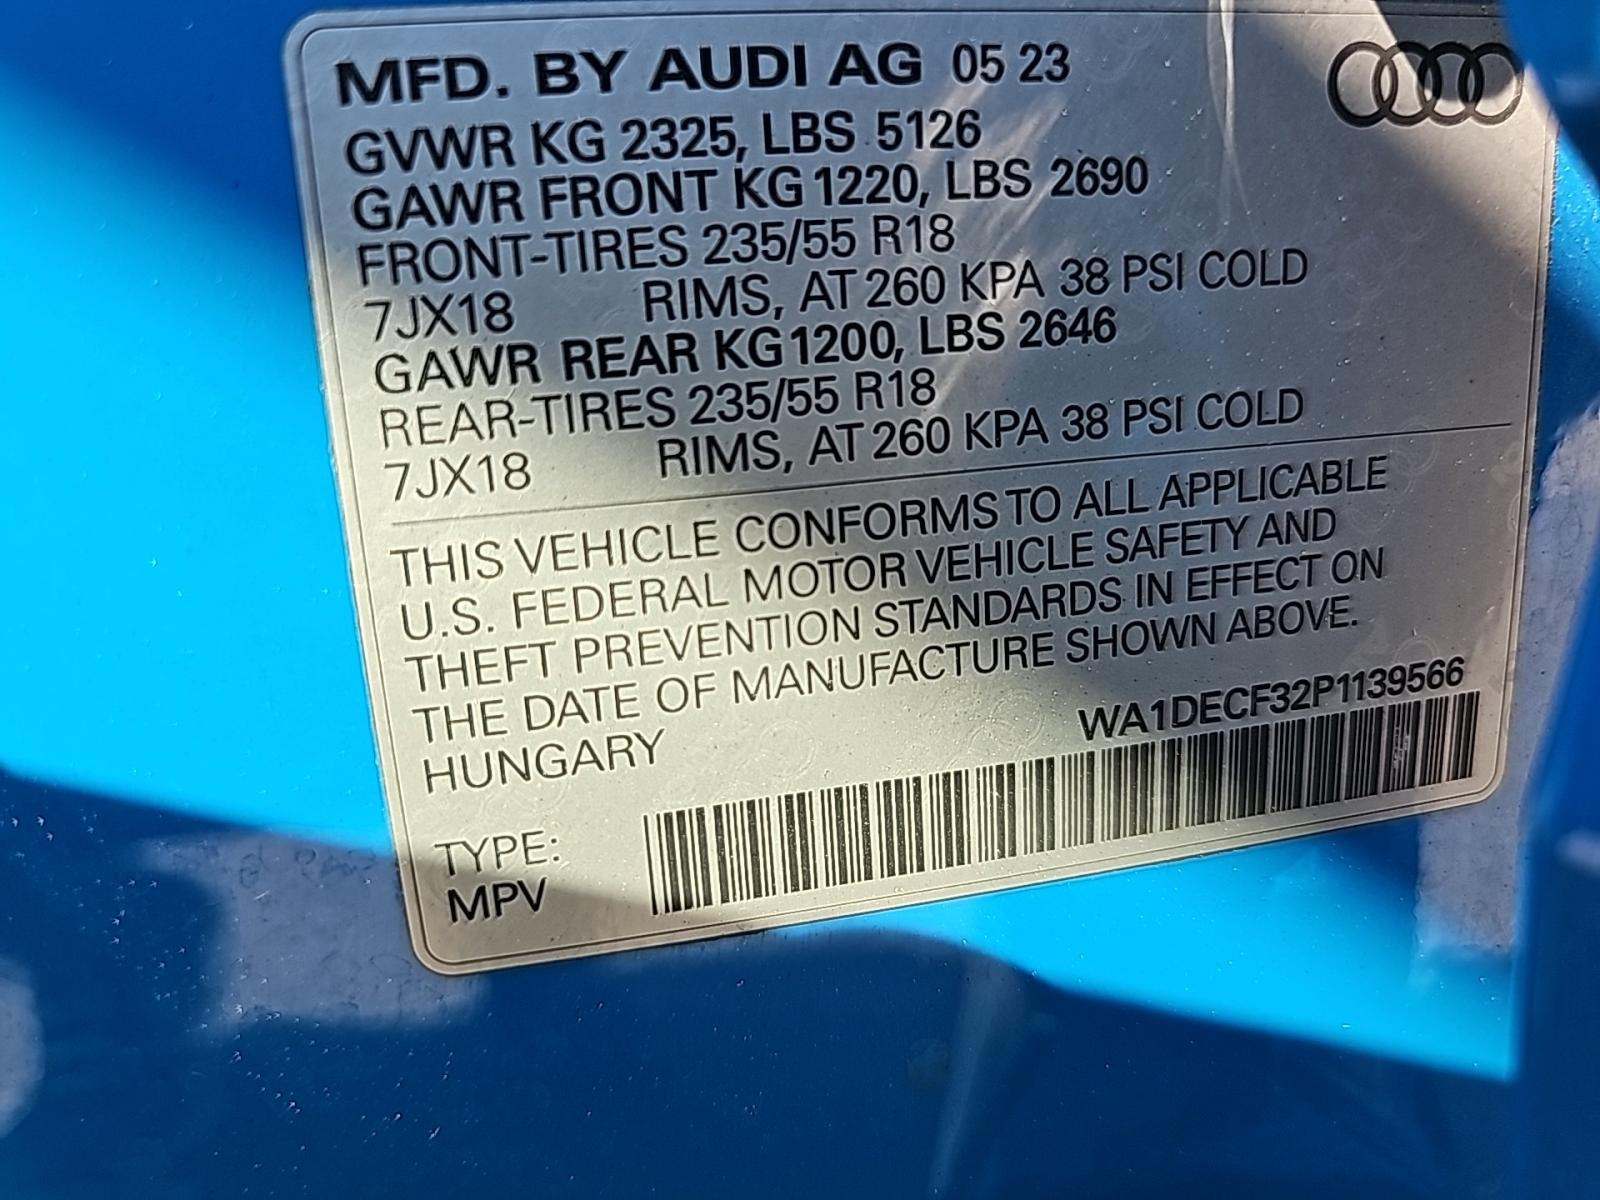 MFD. BY AUDI AG 05 23
GVWR KG 2325, LBS 5126
GAWR FRONT KG 1220, LBS 2690
FRONT-TIRES 235/55 R18
7JX18 RIMS, AT 260 KPA 38 PSI COLD
GAWR REAR KG 1200, LBS 2646
REAR-TIRES 235/55 R18
7JX18 RIMS, AT 260 KPA 38 PSI COLD
THIS VEHICLE CONFORMS TO ALL APPLICABLE
U.S. FEDERAL MOTOR VEHICLE SAFETY AND
THEFT PREVENTION STANDARDS IN EFFECT ON
THE DATE OF MANUFACTURE SHOWN ABOVE.
HUNGARY WA1DECF32P1139566
TYPE:
MPV